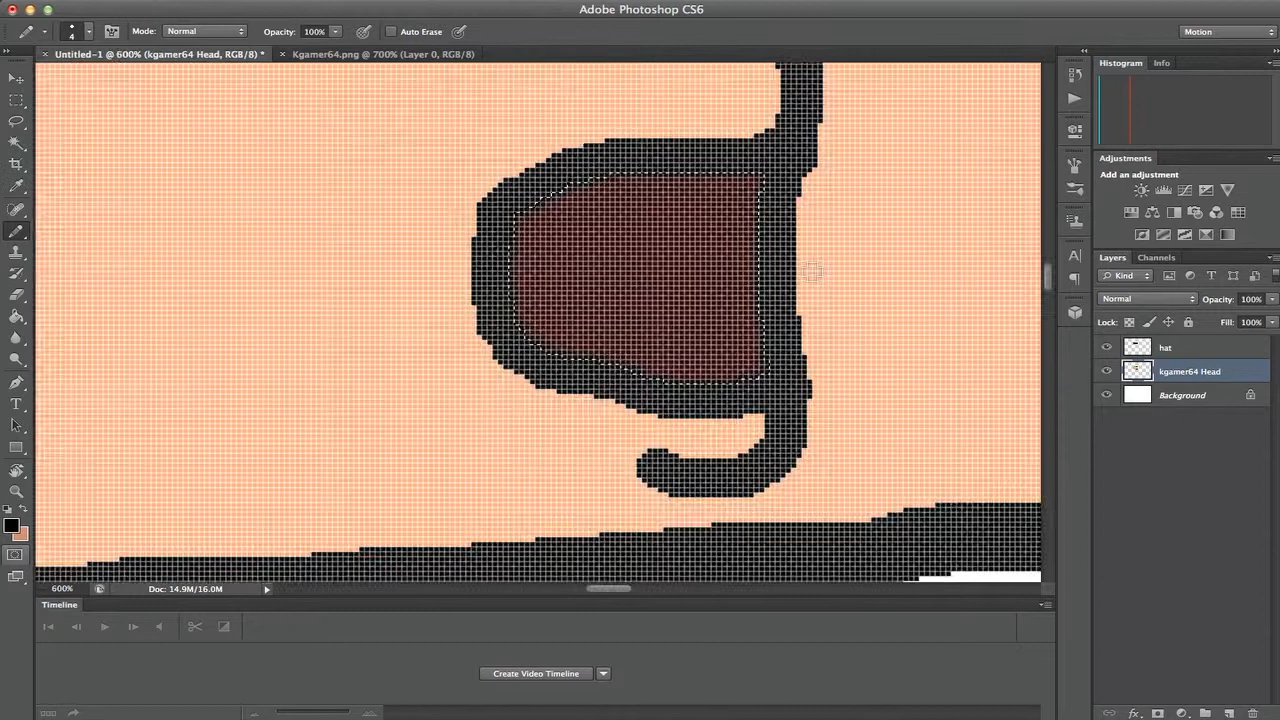 Adobe Photoshop CS6
4
Mode: Normal
Opacity: 100%
Auto Erase
Motion
Untitled-1 @ 600% (kgamer64 Head, RGB/8) *
Kgamer64.png @ 700% (Layer 0, RGB/8)
Histogram
Info
Adjustments
Add an adjustment
Layers
Channels
Kind
Normal
Opacity: 100%
Lock:
Fill: 100%
hat
kgamer64 Head
Background
600%
Doc: 14.9M/16.0M
Timeline
Create Video Timeline